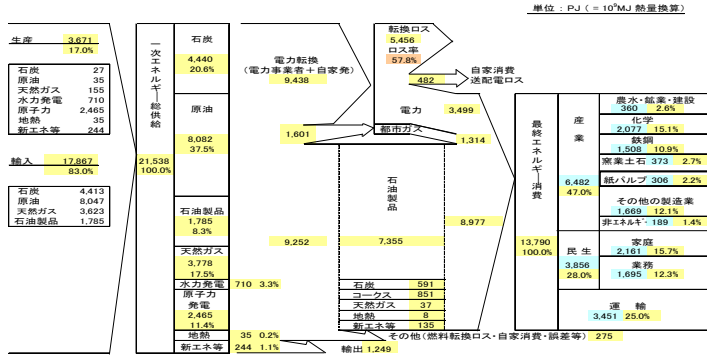 単位：PJ（＝10⁹MJ 熱量換算）
生産 3,671
17.0%
石炭 27
原油 35
天然ガス 155
水力発電 710
原子力 2,465
地熱 35
新エネ等 244
輸入 17,867
83.0%
石炭 4,413
原油 8,047
天然ガス 3,623
石油製品 1,785
一次エネルギー総供給
21,538
100.0%
石炭
4,440
20.6%
原油
8,082
37.5%
石油製品
1,785
8.3%
天然ガス
3,778
17.5%
水力発電 710 3.3%
原子力
発電
2,465
11.4%
地熱 35 0.2%
新エネ等 244 1.1%
電力転換
（電力事業者＋自家発）
9,438
1,601
9,252
転換ロス
5,456
ロス率
57.8%
482
自家消費
送配電ロス
電力 3,499
都市ガス
1,314
石油製品
7,355
8,977
石炭 591
コークス 851
天然ガス 37
地熱 8
新エネ等 135
その他（燃料転換ロス・自家消費・誤差等） 275
輸出 1,249
最終エネルギー消費
13,790
100.0%
産業
6,482
47.0%
農水・鉱業・建設
360 2.6%
化学
2,077 15.1%
鉄鋼
1,508 10.9%
窯業土石 373 2.7%
紙パルプ 306 2.2%
その他の製造業
1,669 12.1%
非エネルギ- 189 1.4%
民生
3,856
28.0%
家庭
2,161 15.7%
業務
1,695 12.3%
運輸
3,451 25.0%